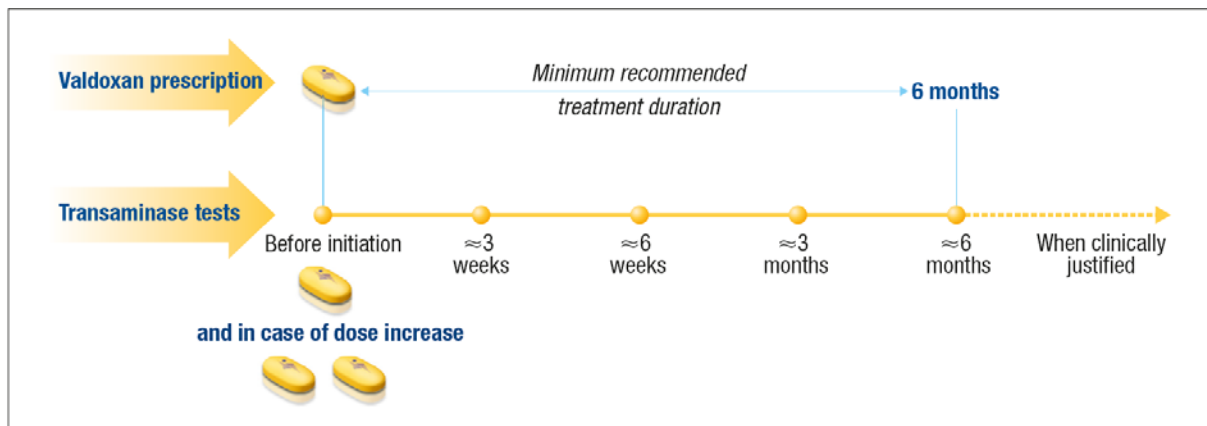 Valdoxan prescription
Minimum recommended
treatment duration
6 months
Transaminase tests
Before initiation
≈3
weeks
≈6
weeks
≈3
months
≈6
months
When clinically
justified
and in case of dose increase